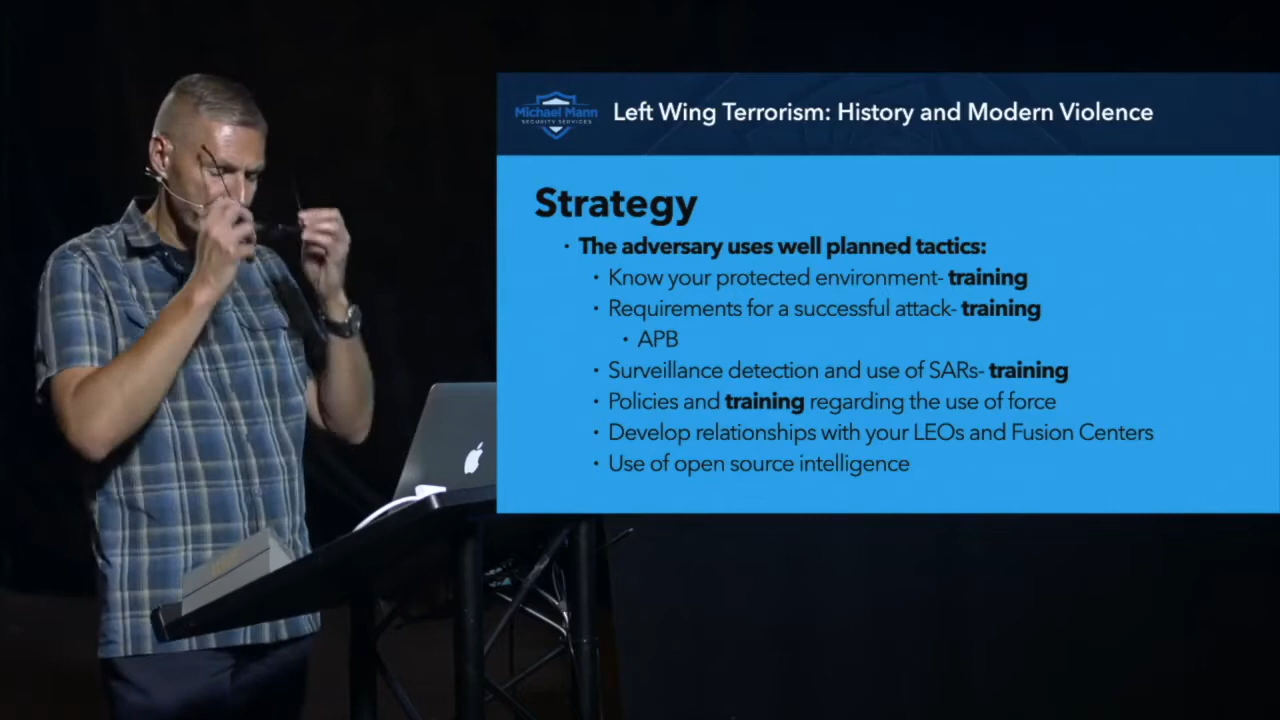 Michael Mann
SECURITY SERVICES
Left Wing Terrorism: History and Modern Violence
Strategy
· The adversary uses well planned tactics:
· Know your protected environment- training
· Requirements for a successful attack- training
· APB
· Surveillance detection and use of SARs- training
· Policies and training regarding the use of force
· Develop relationships with your LEOs and Fusion Centers
· Use of open source intelligence